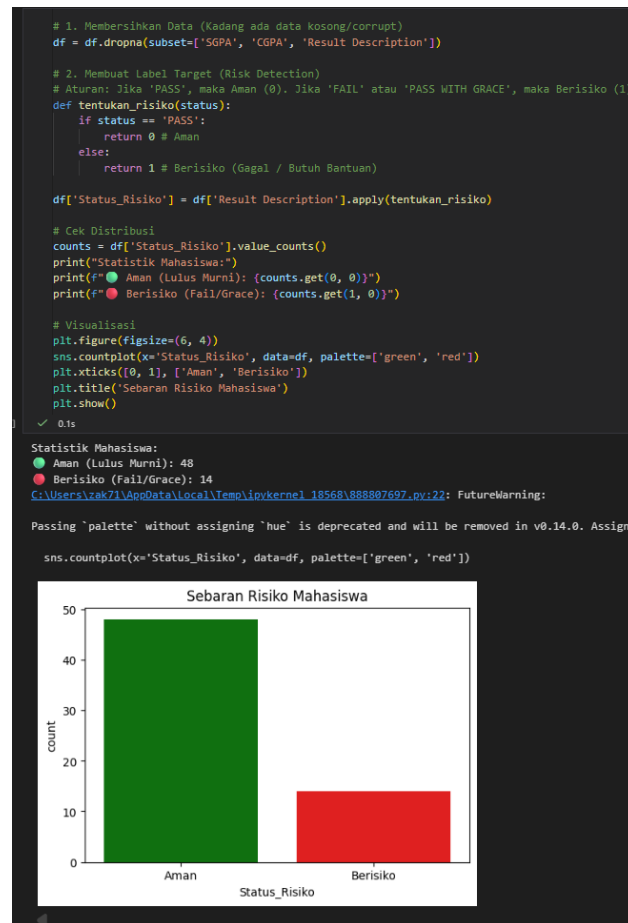 # 1. Membersihkan Data (Kadang ada data kosong/corrupt)
df = df.dropna(subset=['SGPA', 'CGPA', 'Result Description'])
# 2. Membuat Label Target (Risk Detection)
# Aturan: Jika 'PASS', maka Aman (0). Jika 'FAIL' atau 'PASS WITH GRACE', maka Berisiko (1
def tentukan_risiko(status):
if status == 'PASS':
return 0 # Aman
else:
return 1 # Berisiko (Gagal / Butuh Bantuan)
df['Status_Risiko'] = df['Result Description'].apply(tentukan_risiko)
# Cek Distribusi
counts = df['Status_Risiko'].value_counts()
print("Statistik Mahasiswa:")
print(f"🟢 Aman (Lulus Murni): {counts.get(0, 0)}")
print(f"🔴 Berisiko (Fail/Grace): {counts.get(1, 0)}")
# Visualisasi
plt.figure(figsize=(6, 4))
sns.countplot(x='Status_Risiko', data=df, palette=['green', 'red'])
plt.xticks([0, 1], ['Aman', 'Berisiko'])
plt.title('Sebaran Risiko Mahasiswa')
plt.show()
] ✓ 0.1s
Statistik Mahasiswa:
🟢 Aman (Lulus Murni): 48
🔴 Berisiko (Fail/Grace): 14
C:\Users\zak71\AppData\Local\Temp\ipykernel_18568\888807697.py:22: FutureWarning:
Passing `palette` without assigning `hue` is deprecated and will be removed in v0.14.0. Assign
sns.countplot(x='Status_Risiko', data=df, palette=['green', 'red'])
Sebaran Risiko Mahasiswa
50
40
30
20
10
0
count
Aman Berisiko
Status_Risiko